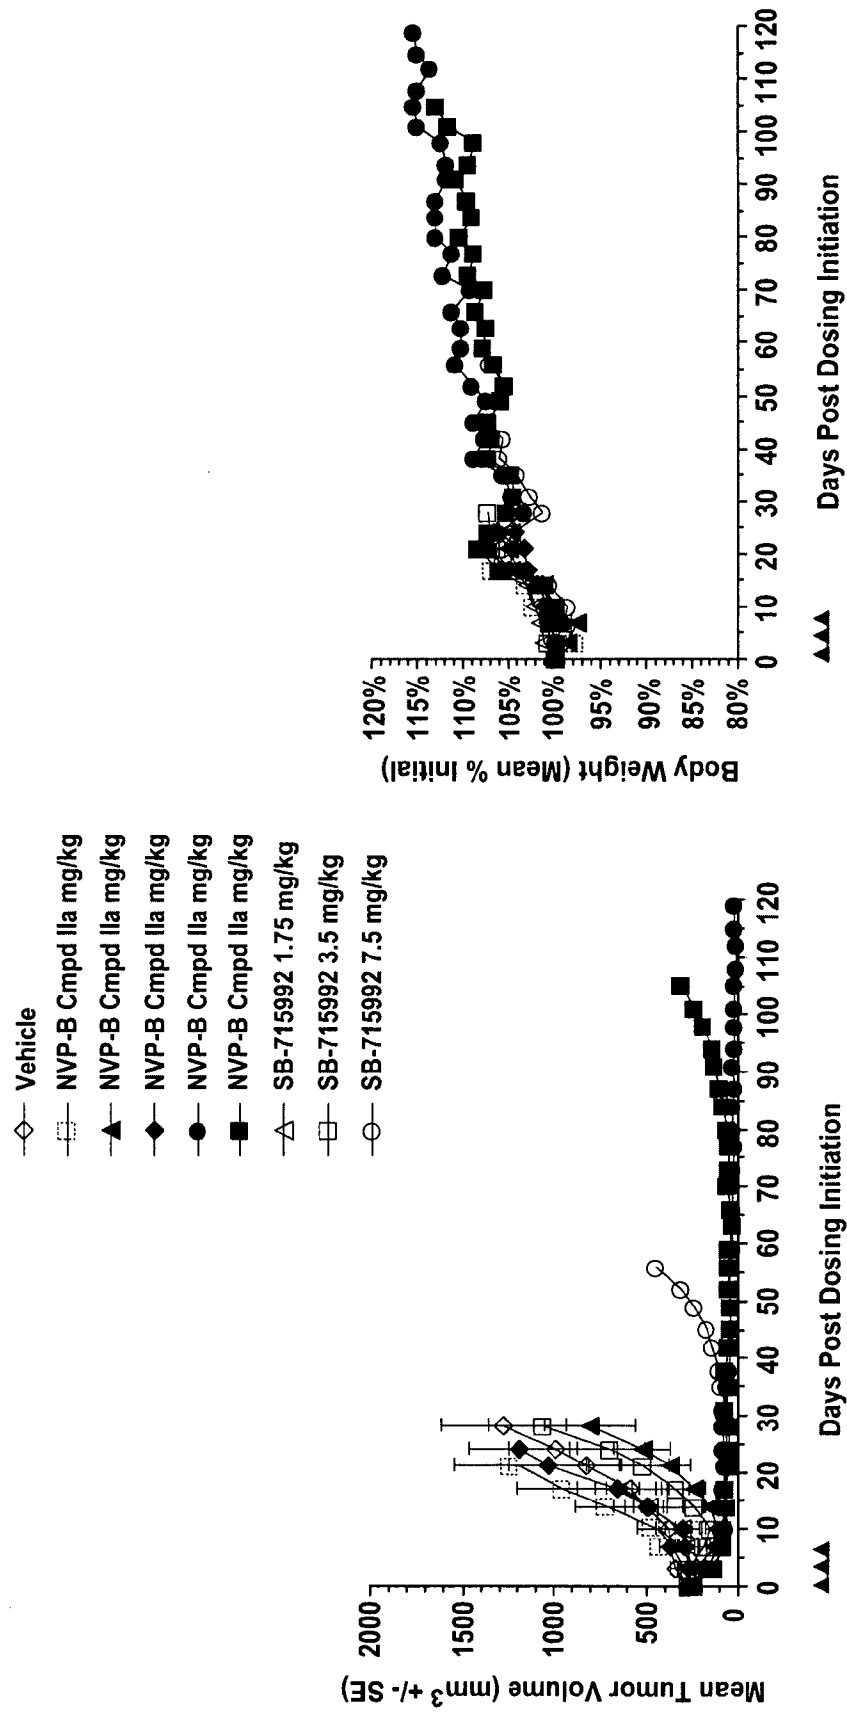 Vehicle
NVP-B Cmpd IIa mg/kg
NVP-B Cmpd IIa mg/kg
NVP-B Cmpd IIa mg/kg
NVP-B Cmpd IIa mg/kg
NVP-B Cmpd IIa mg/kg
SB-715992 1.75 mg/kg
SB-715992 3.5 mg/kg
SB-715992 7.5 mg/kg
Mean Tumor Volume (mm3 +/- SE)
2000
1500
1000
500
0
0 10 20 30 40 50 60 70 80 90 100 110 120
Days Post Dosing Initiation
Body Weight (Mean % Initial)
120%
115%
110%
105%
100%
95%
90%
85%
80%
0 10 20 30 40 50 60 70 80 90 100 110 120
Days Post Dosing Initiation